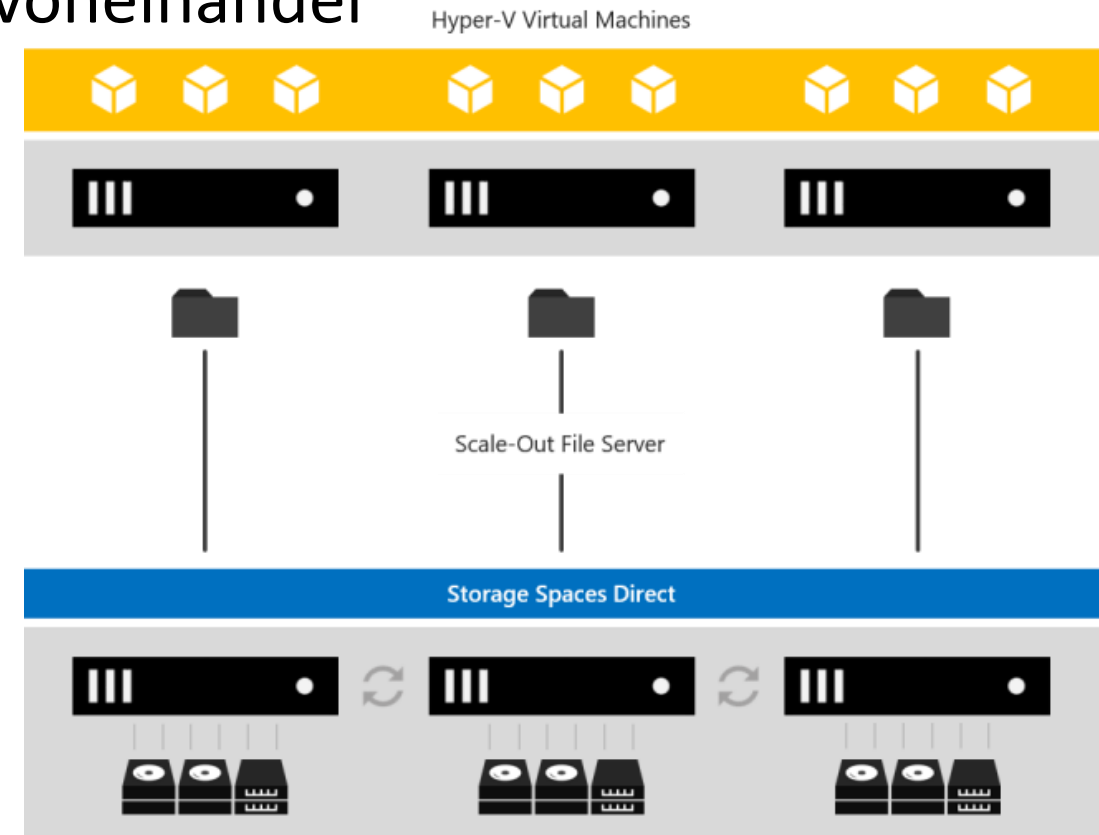 voneinander
Hyper-V Virtual Machines
Scale-Out File Server
Storage Spaces Direct